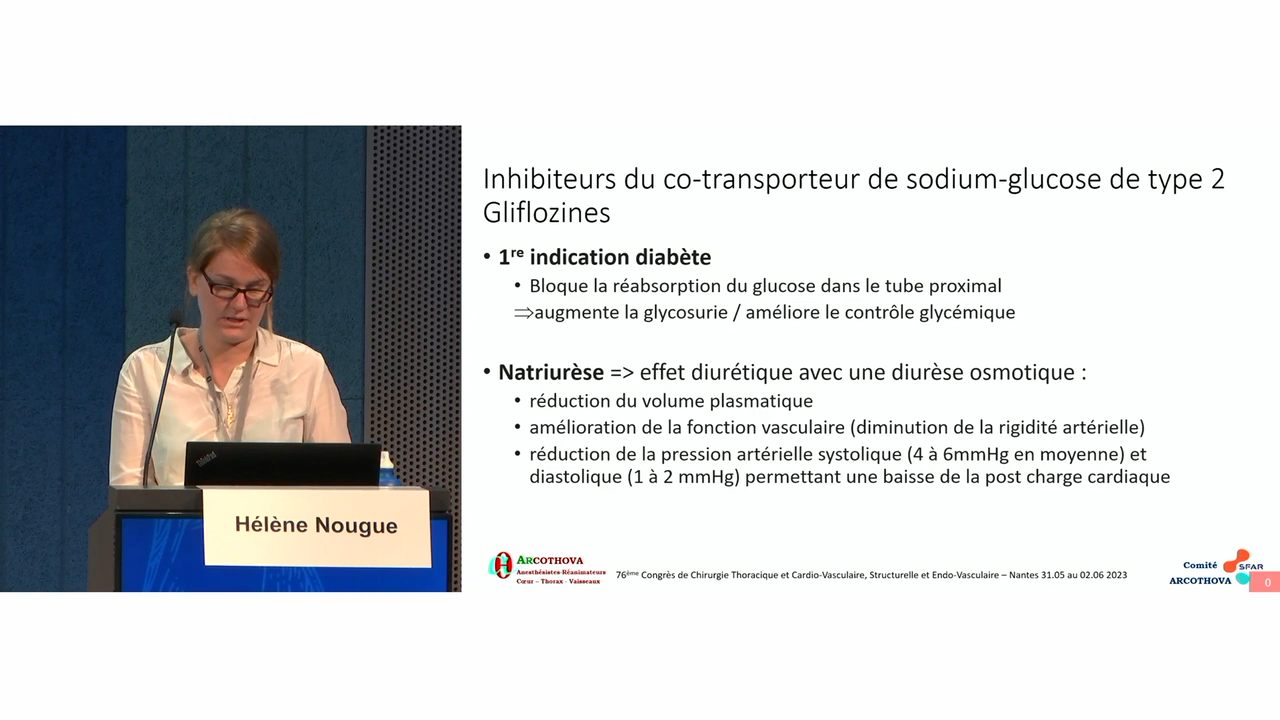 Inhibiteurs du co-transporteur de sodium-glucose de type 2
Gliflozines
• 1re indication diabète
• Bloque la réabsorption du glucose dans le tube proximal
⇒augmente la glycosurie / améliore le contrôle glycémique
• Natriurèse => effet diurétique avec une diurèse osmotique :
• réduction du volume plasmatique
• amélioration de la fonction vasculaire (diminution de la rigidité artérielle)
• réduction de la pression artérielle systolique (4 à 6mmHg en moyenne) et
diastolique (1 à 2 mmHg) permettant une baisse de la post charge cardiaque
ThinkPad
Hélène Nougue
ARCOTHOVA
Anesthésistes-Réanimateurs
Cœur – Thorax - Vaisseaux
76ème Congrès de Chirurgie Thoracique et Cardio-Vasculaire, Structurelle et Endo-Vasculaire – Nantes 31.05 au 02.06 2023
Comité
ARCOTHOVA
SFAR
0